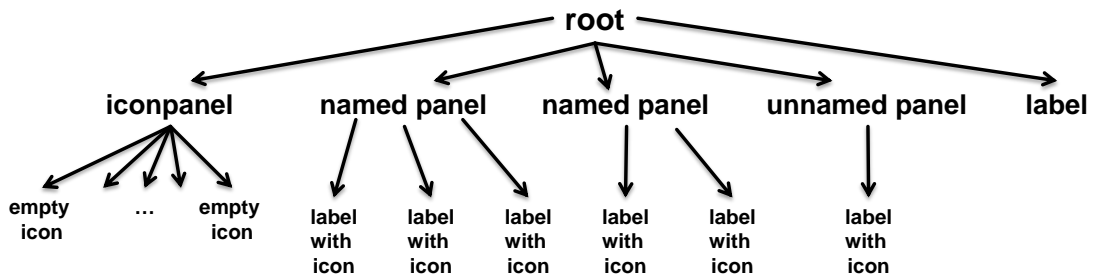 root
iconpanel named panel named panel unnamed panel label
empty icon
...
empty icon
label with icon
label with icon
label with icon
label with icon
label with icon
label with icon